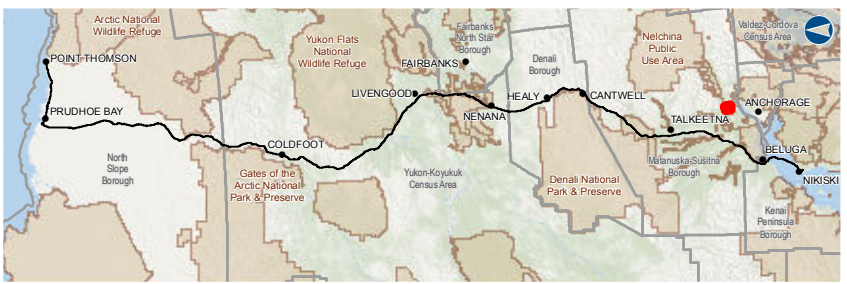 Arctic National
Wildlife Refuge
Yukon Flats
National
Wildlife Refuge
Fairbanks
North Star
Borough
Denali
Borough
Nelchina
Public
Use Area
Valdez-Cordova
Census Area
POINT THOMSON
FAIRBANKS
LIVENGOOD
HEALY
CANTWELL
ANCHORAGE
PRUDHOE BAY
NENANA
TALKEETNA
COLDFOOT
BELUGA
North
Slope
Borough
Gates of the
Arctic National
Park & Preserve
Yukon-Koyukuk
Census Area
Denali National
Park & Preserve
Matanuska-Susitna
Borough
NIKISKI
Kenai
Peninsula
Borough